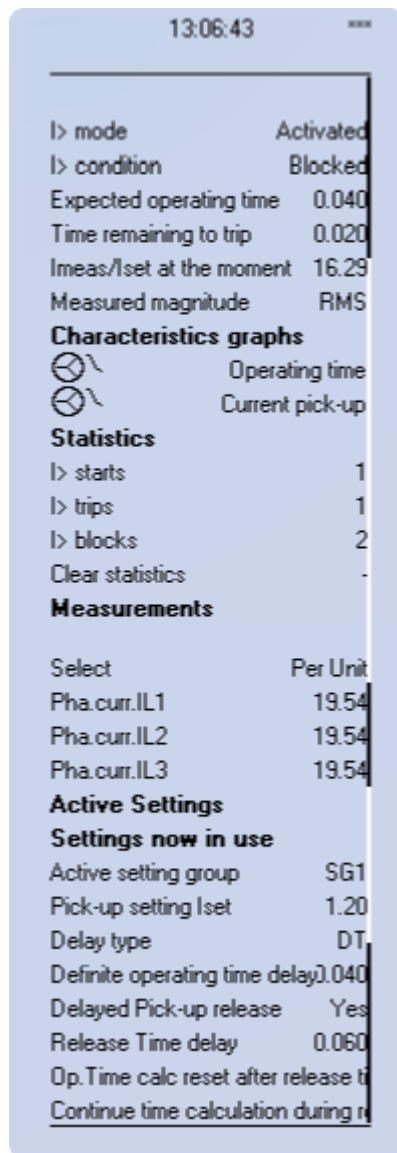 13:06:43
I> mode Activated
I> condition Blocked
Expected operating time 0.040
Time remaining to trip 0.020
Imeas/Iset at the moment 16.29
Measured magnitude RMS
Characteristics graphs
Operating time
Current pick-up
Statistics
I> starts 1
I> trips 1
I> blocks 2
Clear statistics -
Measurements
Select Per Unit
Pha.curr.IL1 19.54
Pha.curr.IL2 19.54
Pha.curr.IL3 19.54
Active Settings
Settings now in use
Active setting group SG1
Pick-up setting Iset 1.20
Delay type DT
Definite operating time delay 0.040
Delayed Pick-up release Yes
Release Time delay 0.060
Op.Time calc reset after release ti
Continue time calculation during r